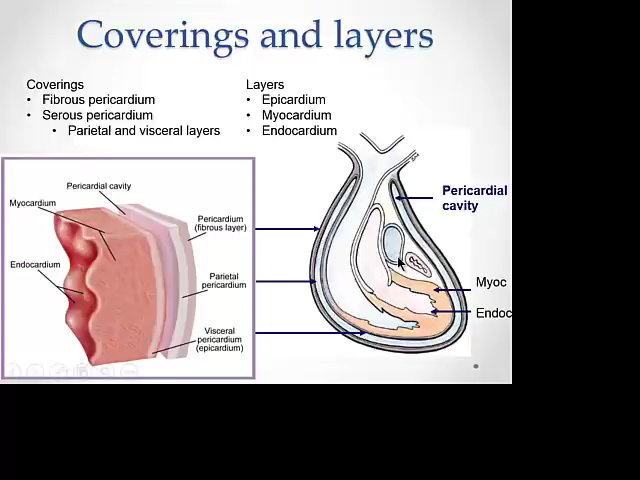 Coverings and layers
Coverings
• Fibrous pericardium
• Serous pericardium
• Parietal and visceral layers
Layers
• Epicardium
• Myocardium
• Endocardium
Pericardial cavity
Myocardium
Endocardium
Pericardium
(fibrous layer)
Parietal
pericardium
Visceral
pericardium
(epicardium)
Pericardial
cavity
Myoc
Endoc